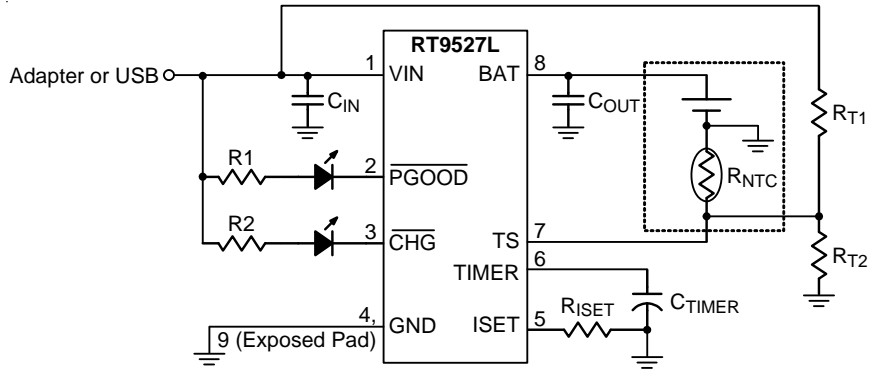 RT9527L
Adapter or USB
1
VIN
BAT
8
C_IN
C_OUT
R_T1
R1
2
PGOOD
R_NTC
R2
3
CHG
TS
7
R_T2
TIMER
6
4,
9 (Exposed Pad)
GND
ISET
5
R_ISET
C_TIMER